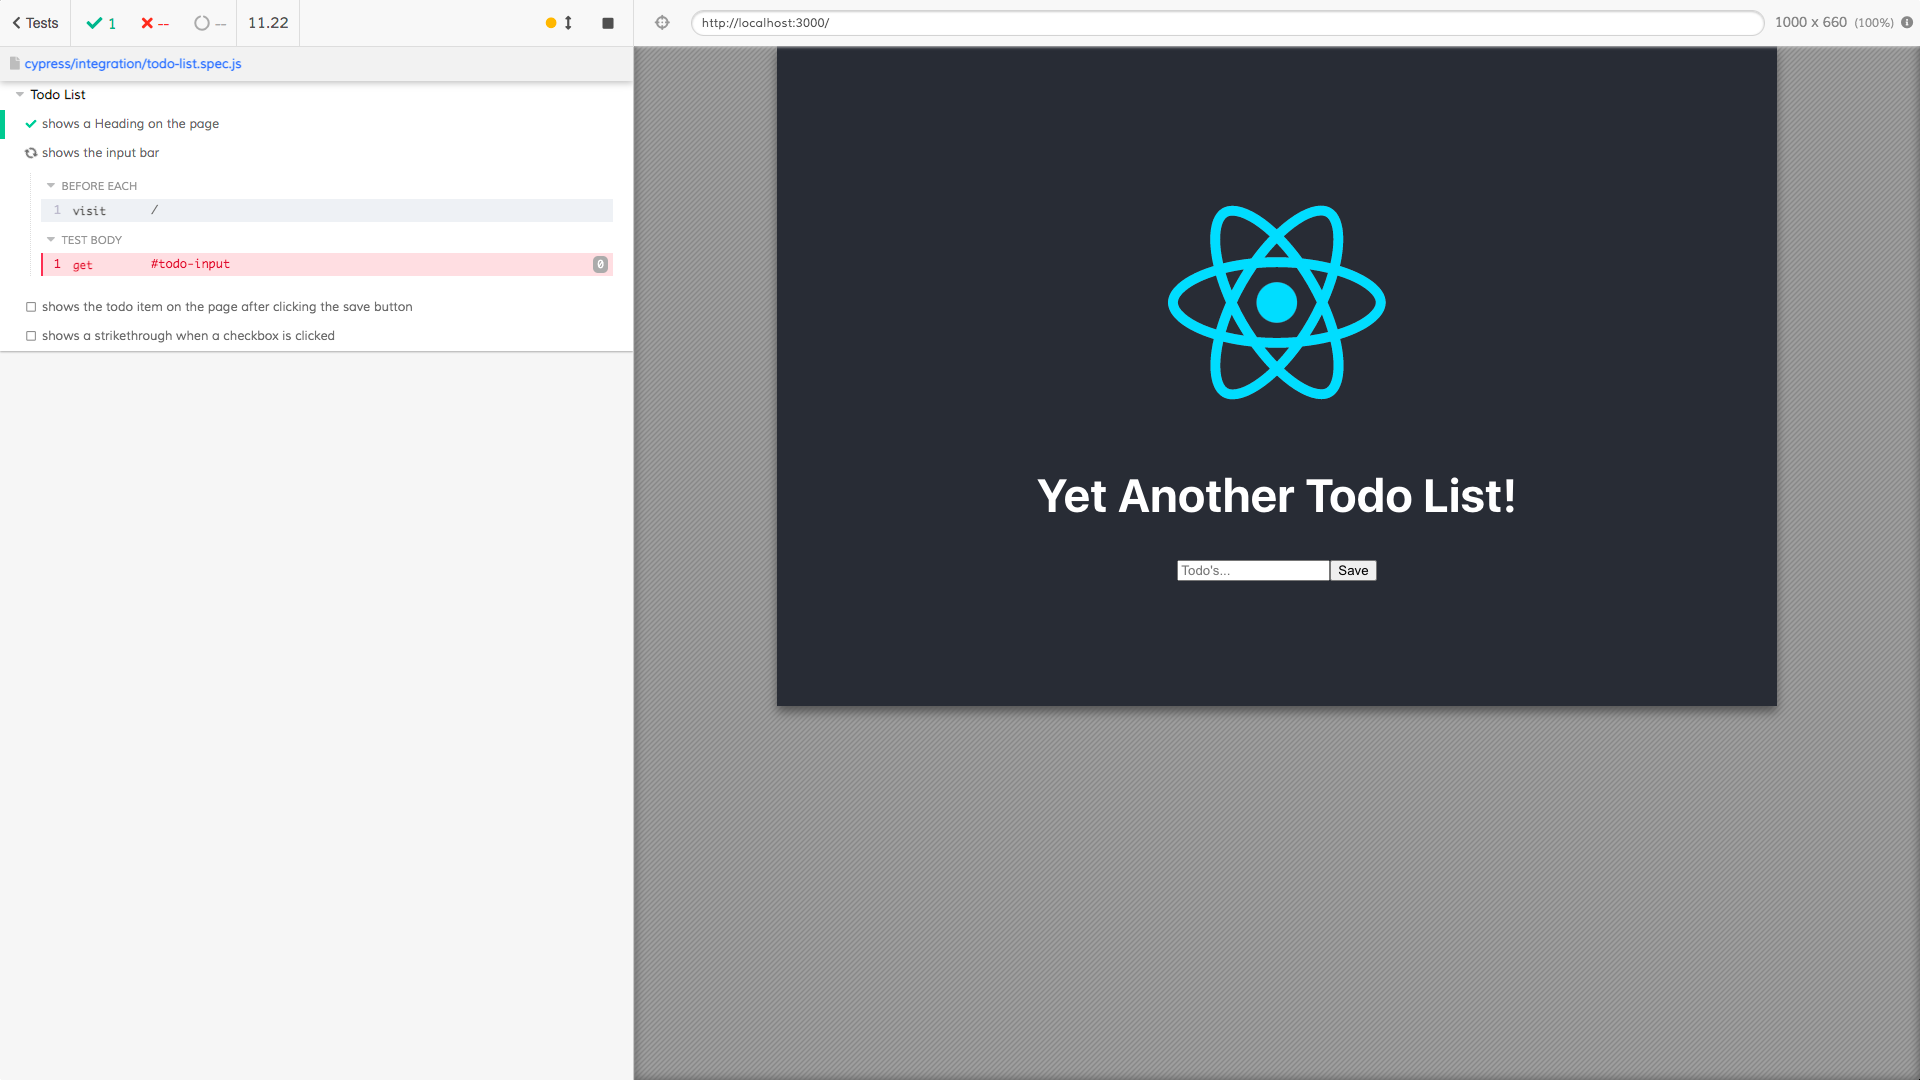 Tests
1
--
--
11.22
http://localhost:3000/
1000 x 660 (100%)
cypress/integration/todo-list.spec.js
Todo List
shows a Heading on the page
shows the input bar
BEFORE EACH
1 visit /
TEST BODY
1 get #todo-input 0
shows the todo item on the page after clicking the save button
shows a strikethrough when a checkbox is clicked
Yet Another Todo List!
Todo's... Save